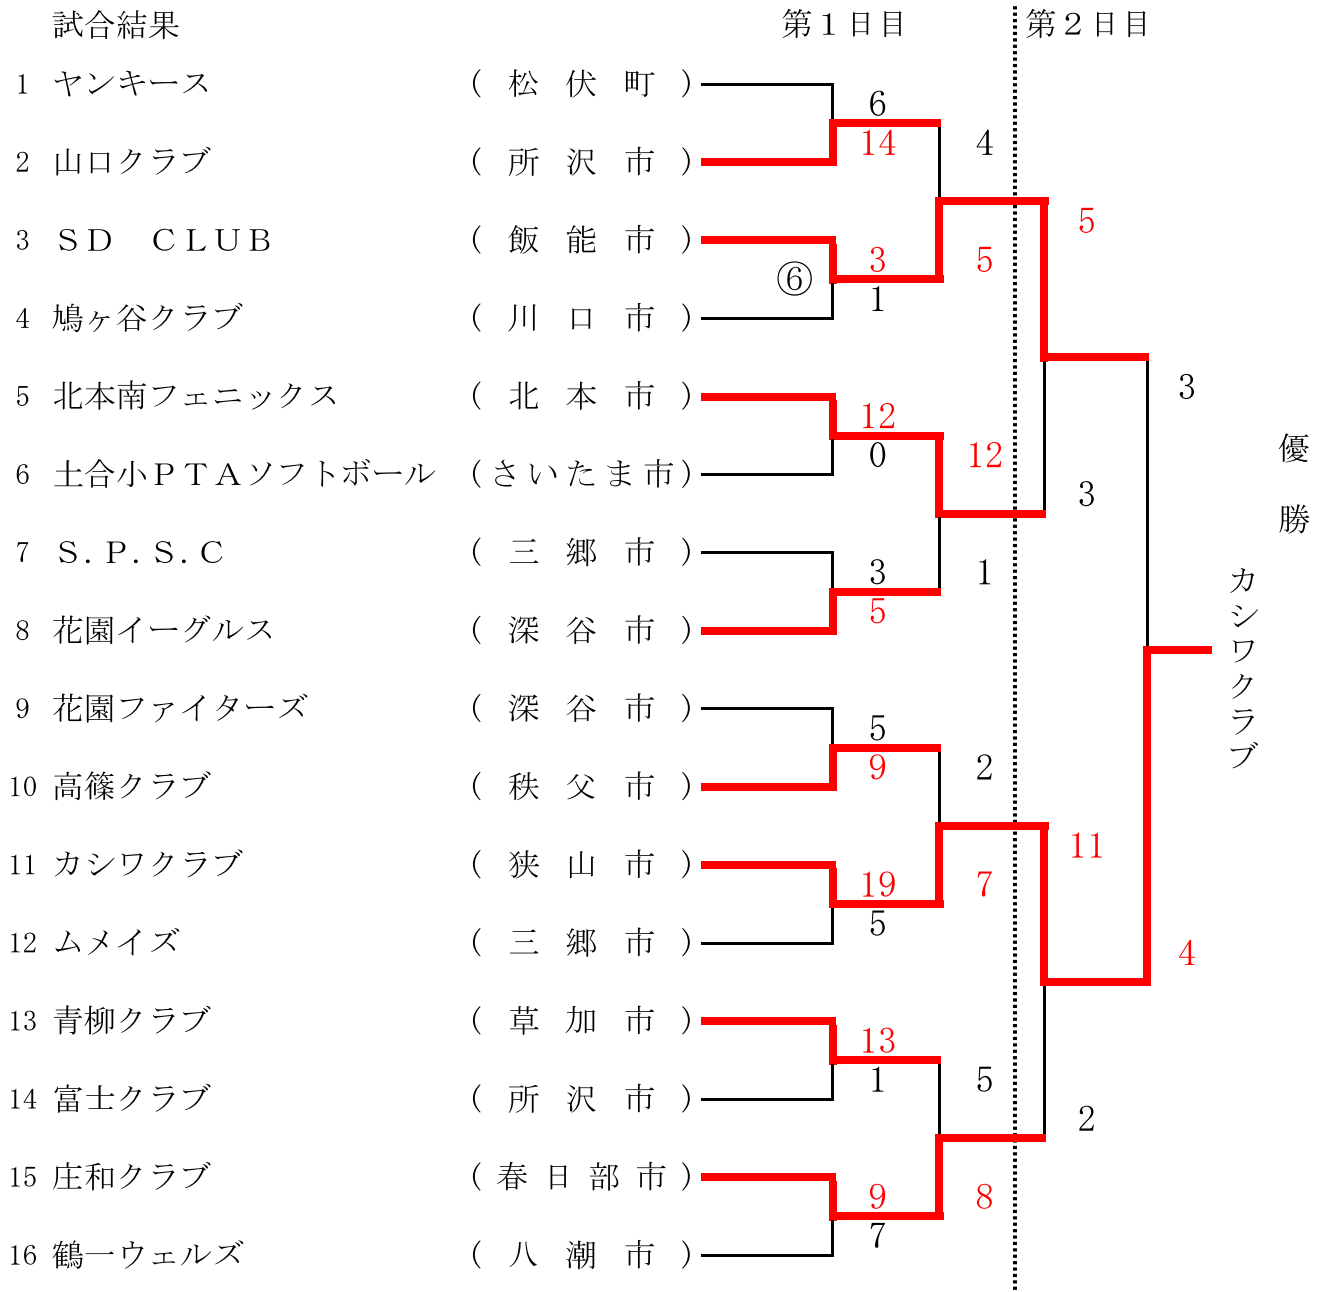 試合結果 第１日目 第２日目
1 ヤンキース (松伏町)
6
14
4
2 山口クラブ (所沢市)
5
3 ＳＤ　ＣＬＵＢ (飯能市)
3
5
⑥
1
4 鳩ヶ谷クラブ (川口市)
5 北本南フェニックス (北本市)
3
12
0
12
優勝
6 土合小ＰＴＡソフトボール (さいたま市)
3
7 Ｓ．Ｐ．Ｓ．Ｃ (三郷市)
3
5
1
カシワクラブ
8 花園イーグルス (深谷市)
9 花園ファイターズ (深谷市)
5
9
2
10 高篠クラブ (秩父市)
11
11 カシワクラブ (狭山市)
19
5
7
12 ムメイズ (三郷市)
4
13 青柳クラブ (草加市)
13
1
5
14 富士クラブ (所沢市)
2
15 庄和クラブ (春日部市)
9
7
8
16 鶴一ウェルズ (八潮市)